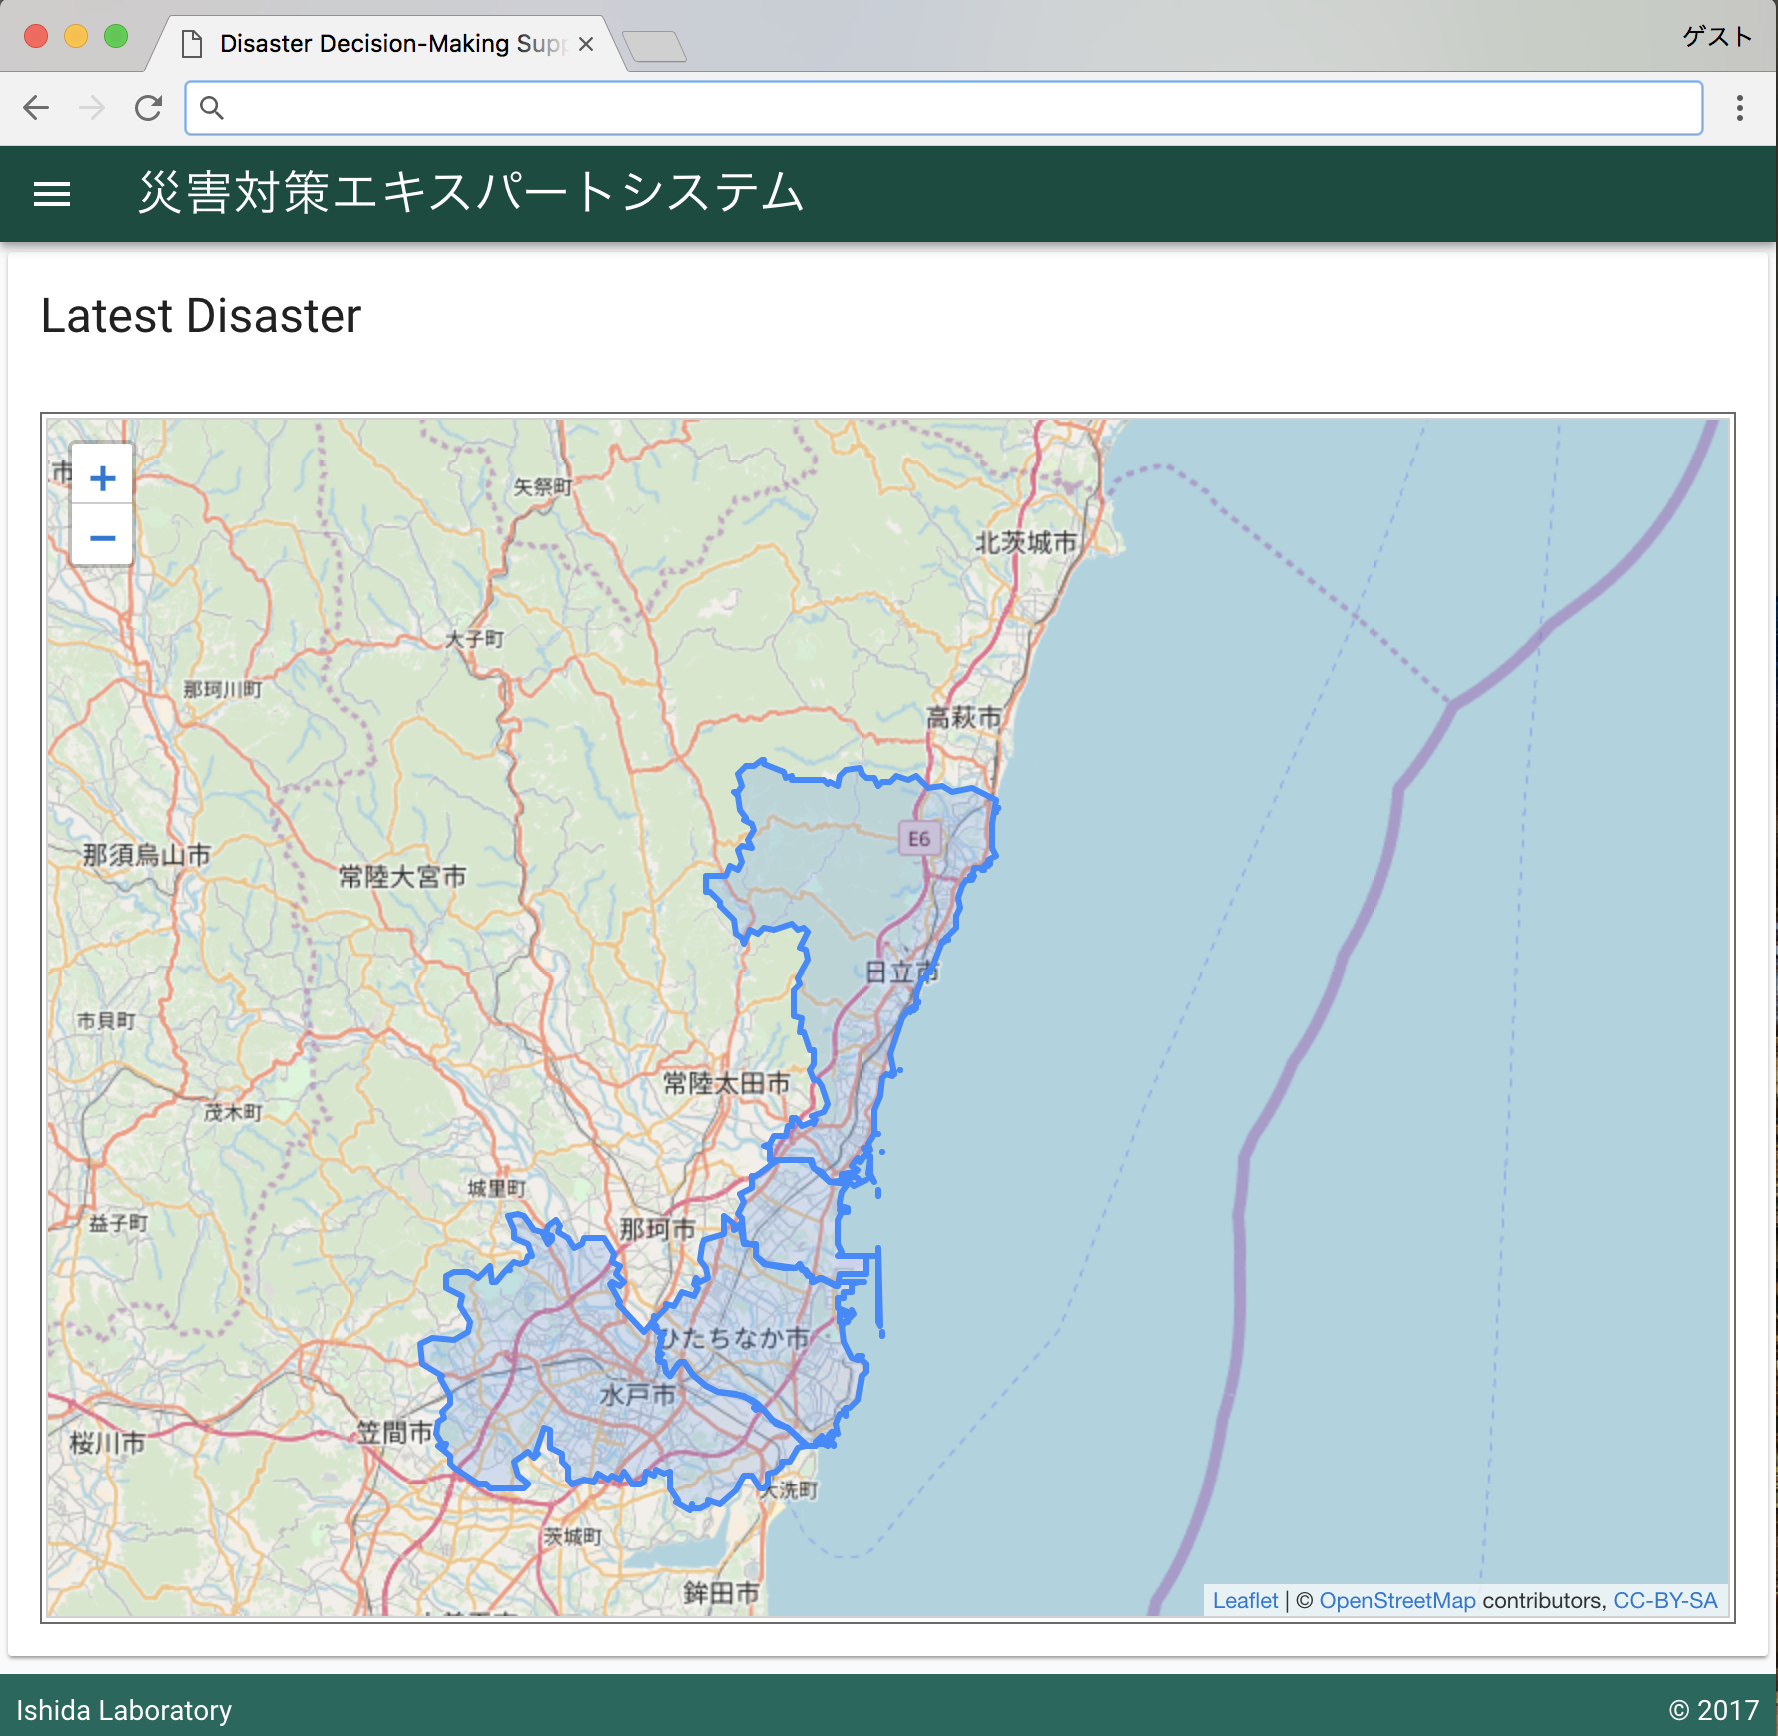 Disaster Decision-Making Supp
ゲスト
災害対策エキスパートシステム
Latest Disaster
+
−
市
矢祭町
北茨城市
大子町
那珂川町
高萩市
E6
那須烏山市
常陸大宮市
日立市
市貝町
常陸太田市
茂木町
城里町
益子町
那珂市
ひたちなか市
水戸市
笠間市
桜川市
大洗町
茨城町
鉾田市
Leaflet | © OpenStreetMap contributors, CC-BY-SA
Ishida Laboratory
© 2017